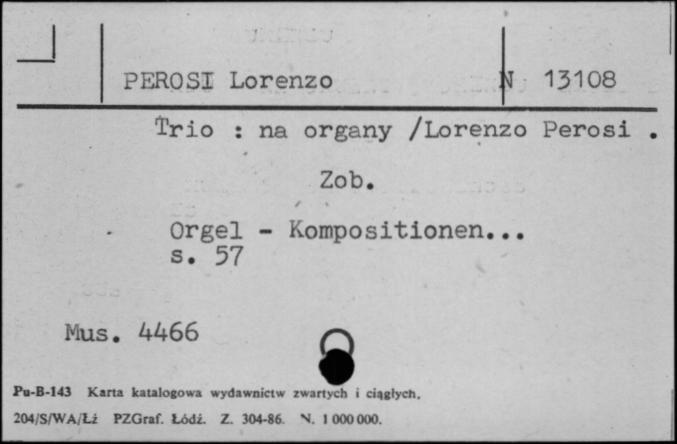 PEROSI Lorenzo N 13108
Trio : na organy /Lorenzo Perosi .
Zob.
Orgel - Kompositionen...
s. 57
Mus. 4466
Pu-B-143 Karta katalogowa wydawnictw zwartych i ciągłych.
204/S/WA/Łź PZGraf. Łódź. Z. 304-86. N. 1 000 000.